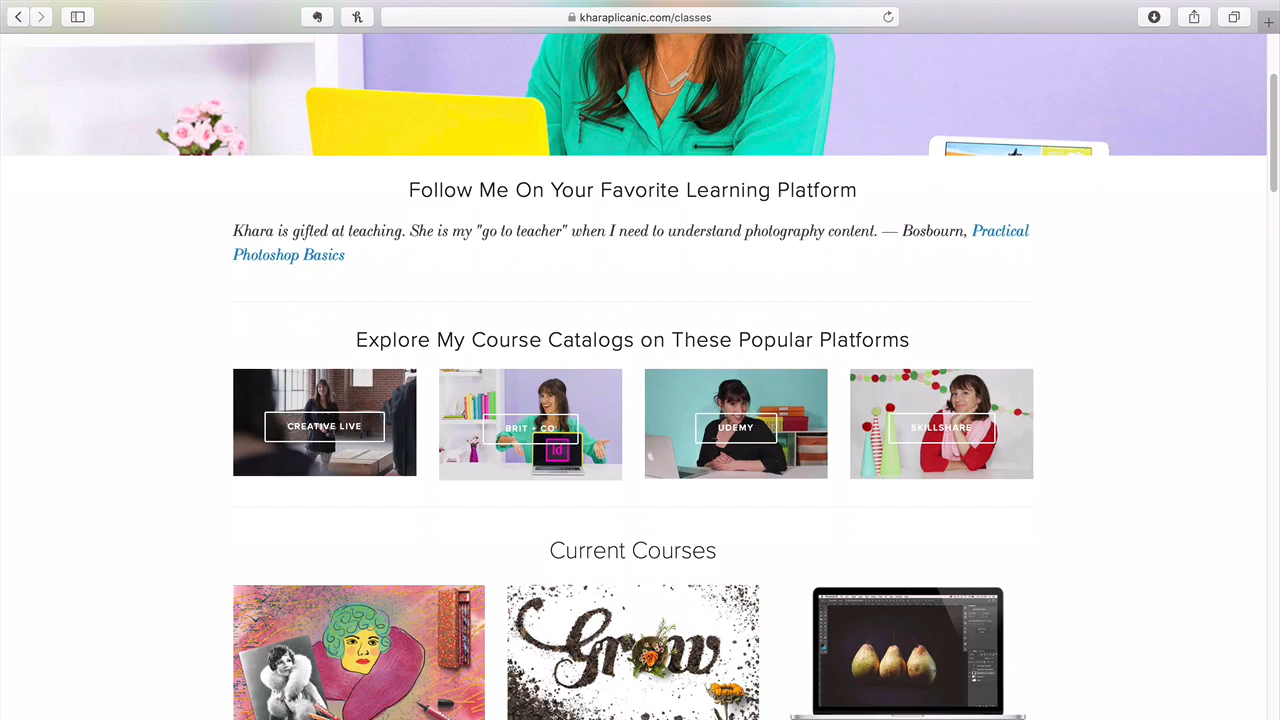 kharaplicanic.com/classes
Follow Me On Your Favorite Learning Platform
Khara is gifted at teaching. She is my "go to teacher" when I need to understand photography content. — Bosbourn, Practical
Photoshop Basics
Explore My Course Catalogs on These Popular Platforms
CREATIVE LIVE
BRIT + CO
Id
UDEMY
SKILLSHARE
Current Courses
Grow